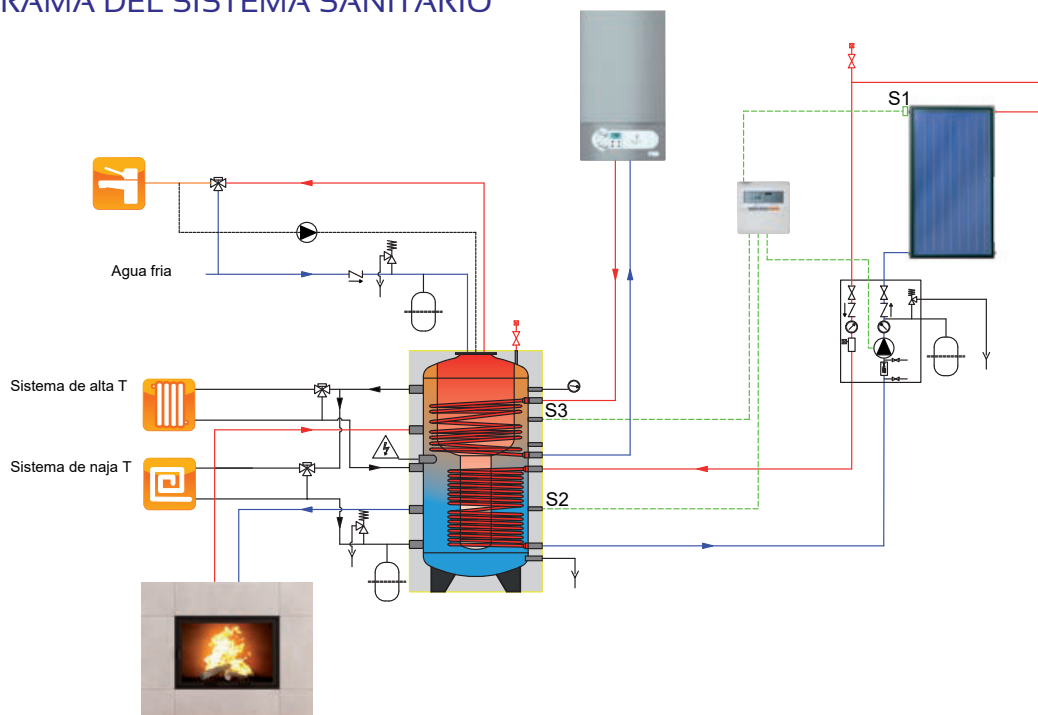 RAMA DEL SISTEMA SANITARIO
S1
Agua fria
Sistema de alta T
S3
Sistema de naja T
S2